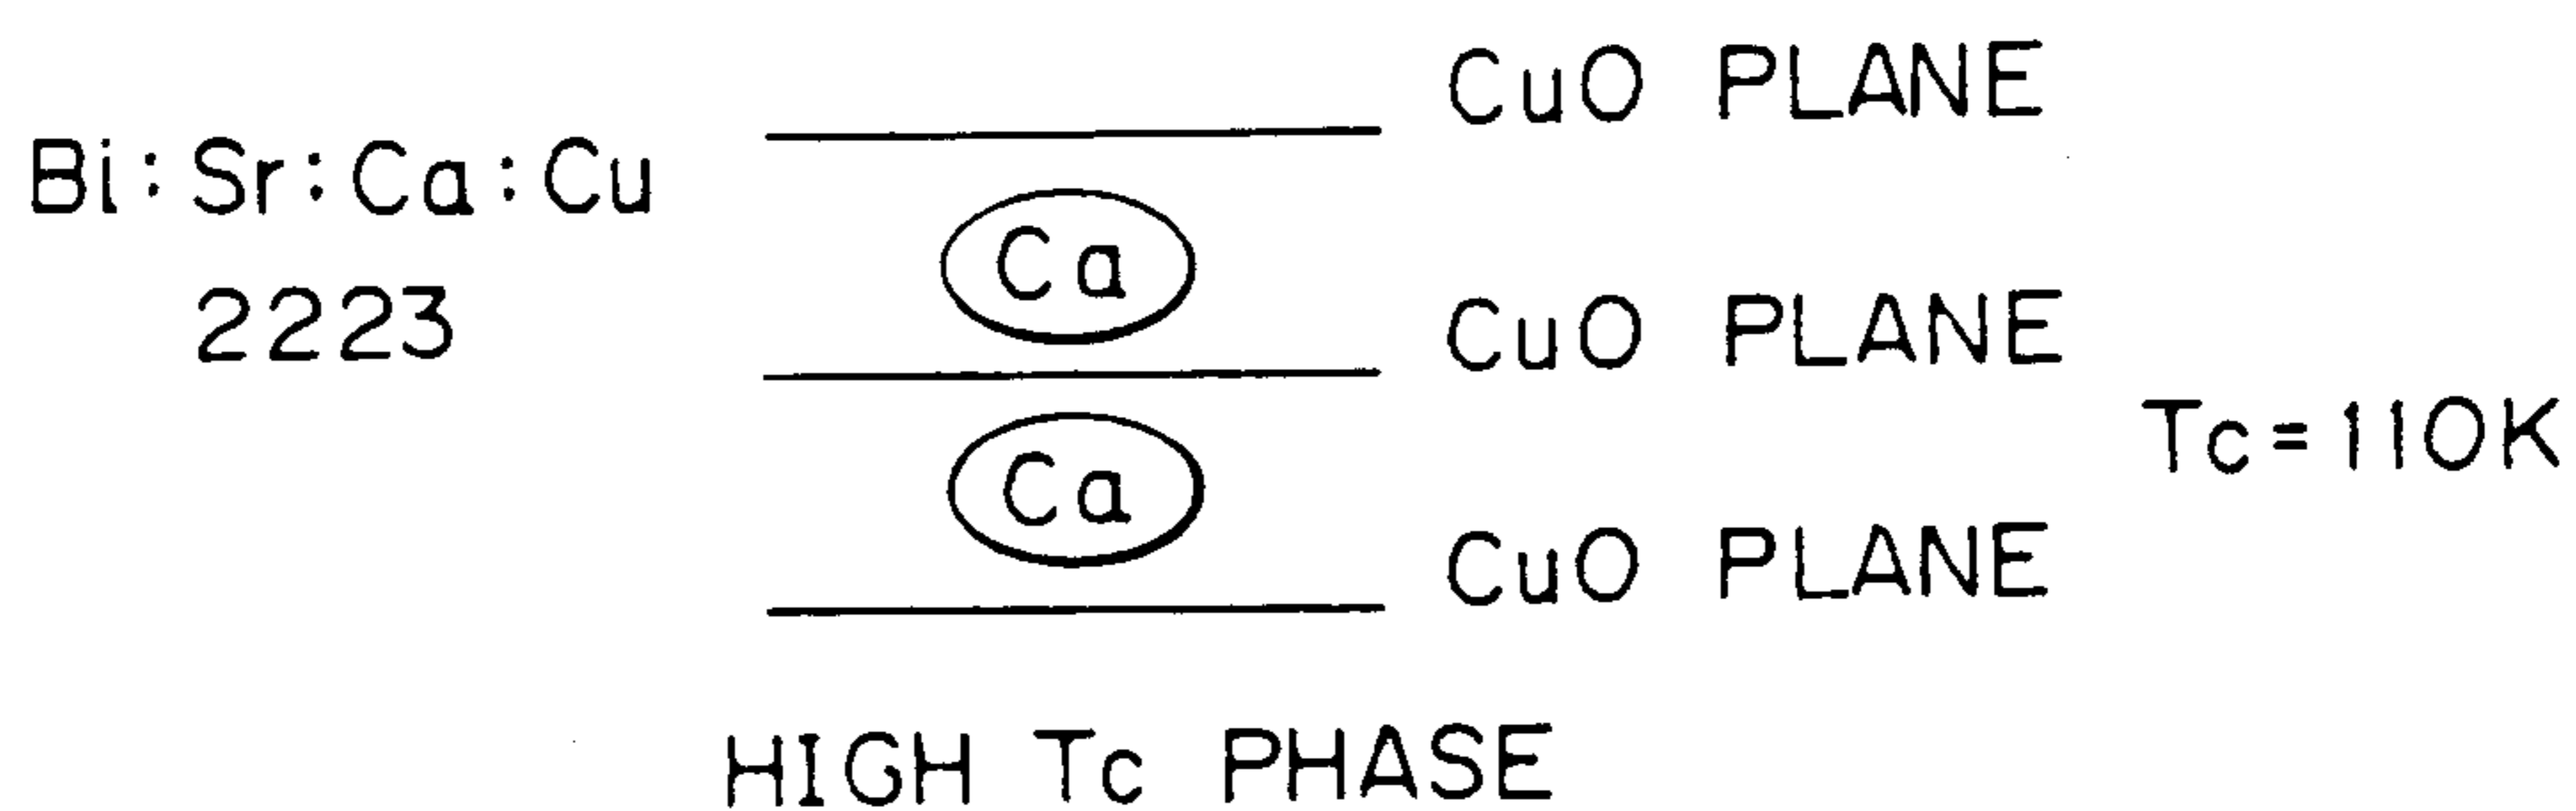 CuO PLANE
Bi:Sr:Ca:Cu
Ca
2223
CuO PLANE
Tc=110K
Ca
CuO PLANE
HIGH Tc PHASE